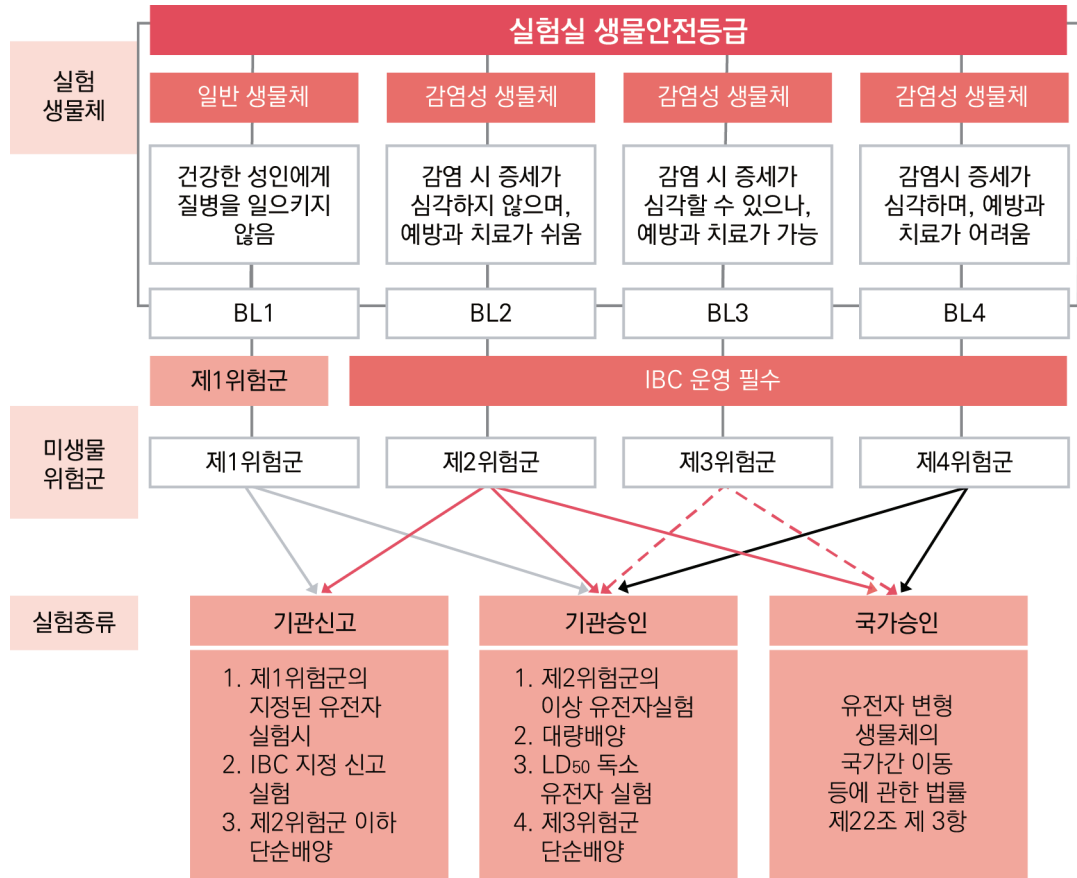 실험실 생물안전등급
실험
생물체
일반 생물체
감염성 생물체
감염성 생물체
감염성 생물체
건강한 성인에게
질병을 일으키지
않음
감염 시 증세가
심각하지 않으며,
예방과 치료가 쉬움
감염 시 증세가
심각할 수 있으나,
예방과 치료가 가능
감염시 증세가
심각하며, 예방과
치료가 어려움
BL1
BL2
BL3
BL4
제1위험군
IBC 운영 필수
미생물
위험군
제1위험군
제2위험군
제3위험군
제4위험군
실험종류
기관신고
1. 제1위험군의
지정된 유전자
실험시
2. IBC 지정 신고
실험
3. 제2위험군 이하
단순배양
기관승인
1. 제2위험군의
이상 유전자실험
2. 대량배양
3. LD50 독소
유전자 실험
4. 제3위험군
단순배양
국가승인
유전자 변형
생물체의
국가간 이동
등에 관한 법률
제22조 제 3항